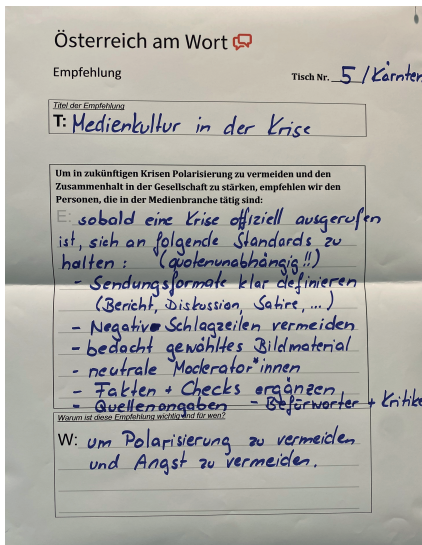 Österreich am Wort
Empfehlung
Tisch Nr. 5 / Kärnten
Titel der Empfehlung
T: Medienkultur in der Krise
Um in zukünftigen Krisen Polarisierung zu vermeiden und den
Zusammenhalt in der Gesellschaft zu stärken, empfehlen wir den
Personen, die in der Medienbranche tätig sind:
E: sobald eine Krise offiziell ausgerufen
ist, sich an folgende Standards zu
halten : (quotenunabhängig!!)
- Sendungsformate klar definieren
(Bericht, Diskussion, Satire, ...)
- Negativ Schlagzeilen vermeiden
- bedacht gewähltes Bildmaterial
- neutrale Moderator*innen
- Fakten + Checks ergänzen
- Quellenangaben - Befürworter + Kritike
Warum ist diese Empfehlung wichtig und für wen?
W: um Polarisierung zu vermeiden
und Angst zu vermeiden.